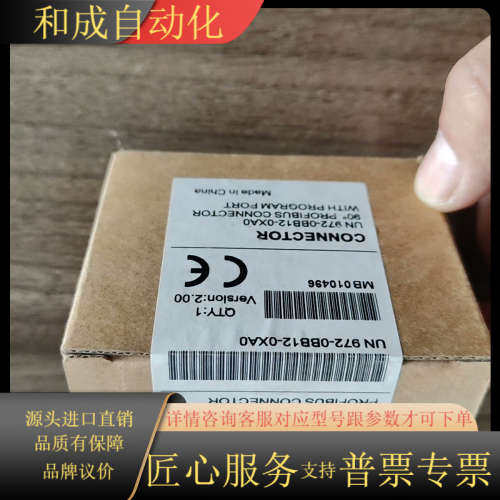 和成自动化
CONNECTOR
UN 972-0BB12-0XA0
90° PROFIBUS CONNECTOR
WITH PROGRAM PORT
Made in China
MB010496
QTY:1
Version:2.00
CE
UN 972-0BB12-0XA0
PROFIBUS CONNECTOR
源头进口直销
品质有保障
品牌议价
详情咨询客服对应型号跟参数才可下单
匠心服务支持普票专票